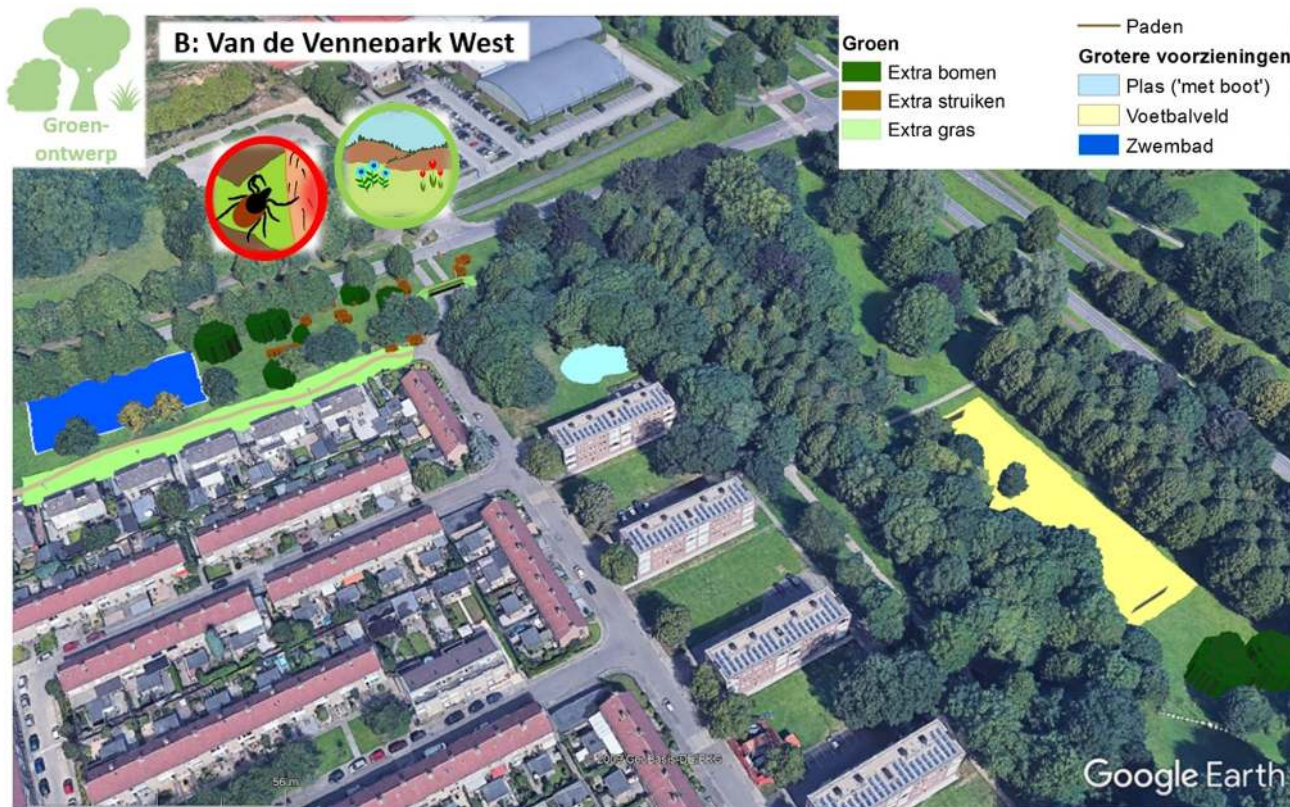 B: Van de Vennepark West
Groen-
ontwerp
Groen
Extra bomen
Extra struiken
Extra gras
Paden
Grotere voorzieningen
Plas ('met boot')
Voetbalveld
Zwembad
56 m
Google Earth